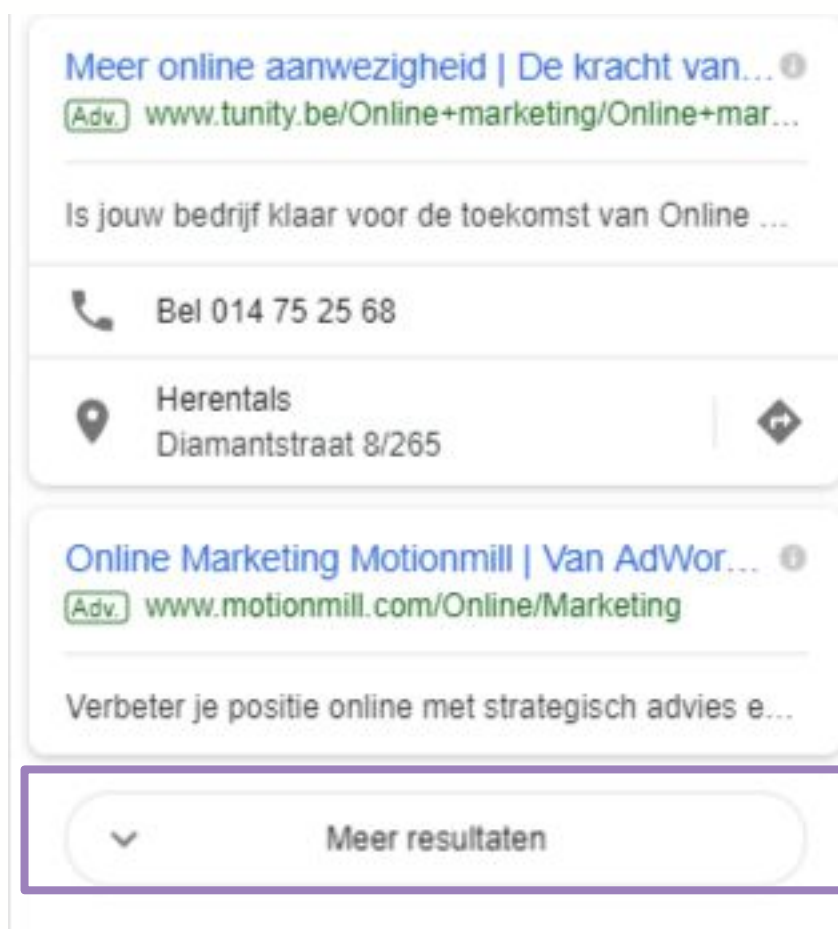 Meer online aanwezigheid | De kracht van...
Adv. www.tunity.be/Online+marketing/Online+mar...
Is jouw bedrijf klaar voor de toekomst van Online ...
Bel 014 75 25 68
Herentals
Diamantstraat 8/265
Online Marketing Motionmill | Van AdWor...
Adv. www.motionmill.com/Online/Marketing
Verbeter je positie online met strategisch advies e...
Meer resultaten